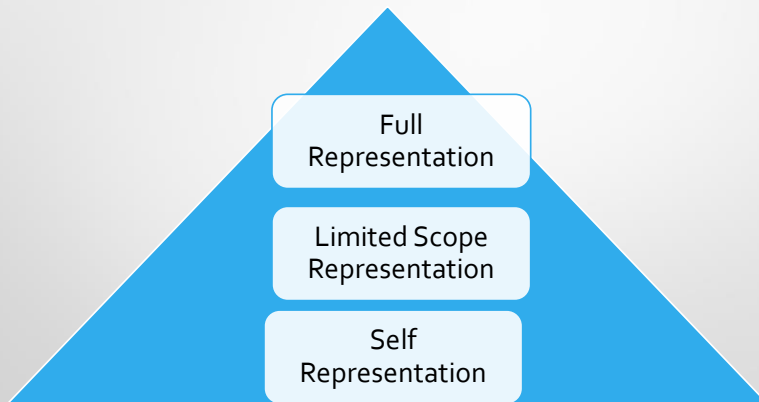 Full
Representation
Limited Scope
Representation
Self
Representation